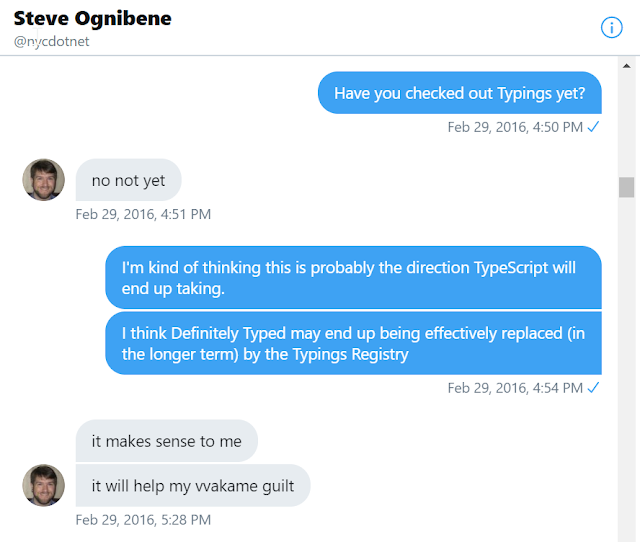 Steve Ognibene
@nycdotnet
Have you checked out Typings yet?
Feb 29, 2016, 4:50 PM ✓
no not yet
Feb 29, 2016, 4:51 PM
I'm kind of thinking this is probably the direction TypeScript will
end up taking.
I think Definitely Typed may end up being effectively replaced (in
the longer term) by the Typings Registry
Feb 29, 2016, 4:54 PM ✓
it makes sense to me
it will help my vvakame guilt
Feb 29, 2016, 5:28 PM